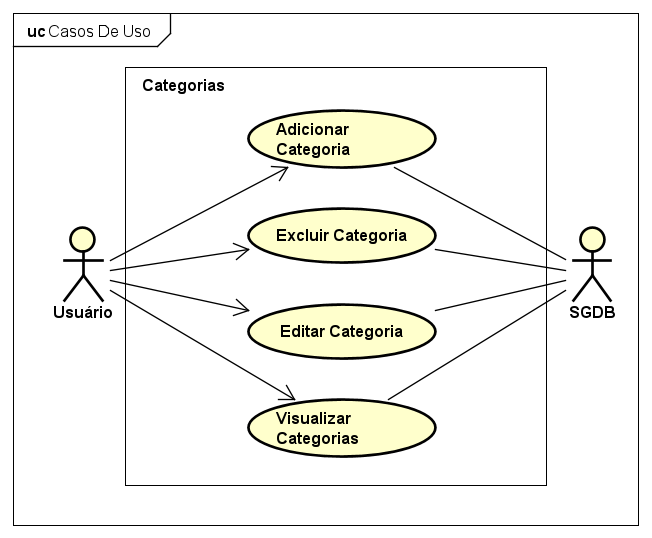 uc Casos De Uso
Categorias
Adicionar
Categoria
Excluir Categoria
Usuário
SGDB
Editar Categoria
Visualizar
Categorias